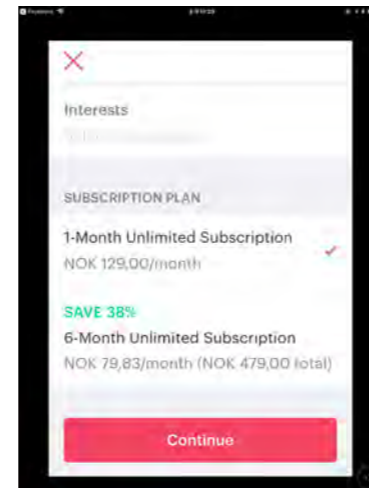 Interests
SUBSCRIPTION PLAN
1-Month Unlimited Subscription
NOK 129,00/month
SAVE 38%
6-Month Unlimited Subscription
NOK 79,83/month (NOK 479,00 total)
Continue